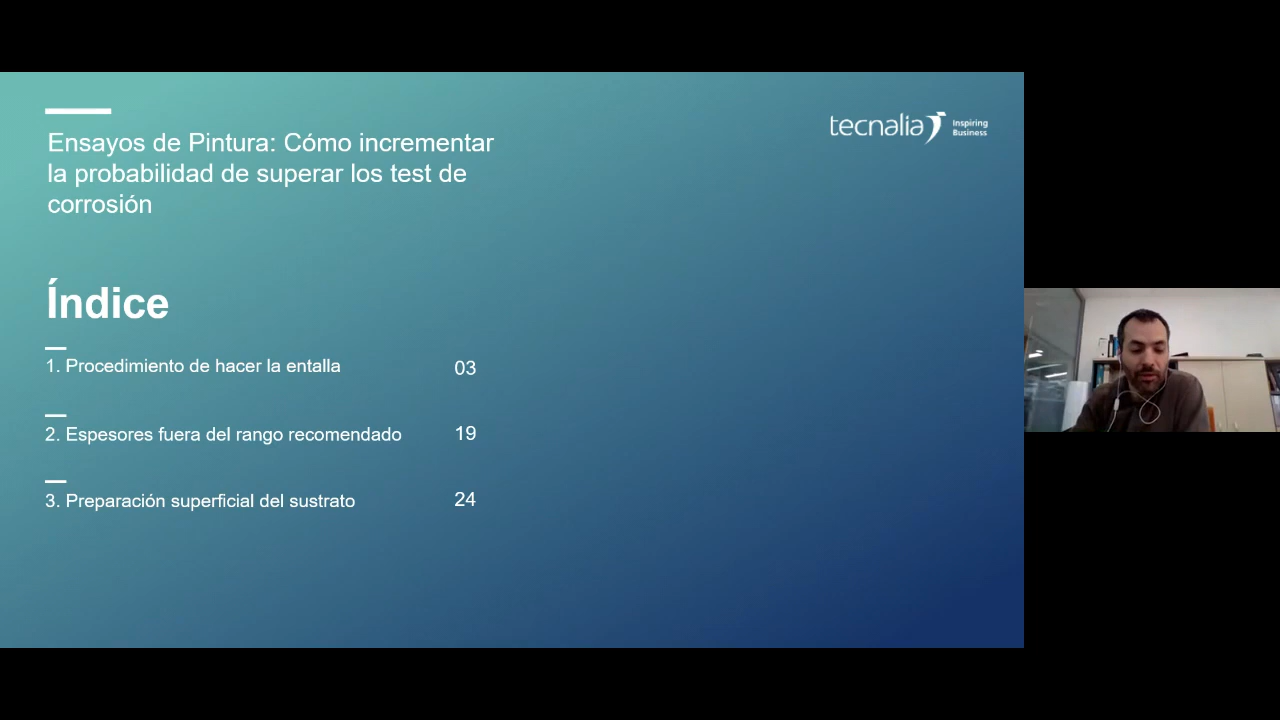 Ensayos de Pintura: Cómo incrementar
la probabilidad de superar los test de
corrosión
tecnalia Inspiring
Business
Índice
1. Procedimiento de hacer la entalla 03
2. Espesores fuera del rango recomendado 19
3. Preparación superficial del sustrato 24